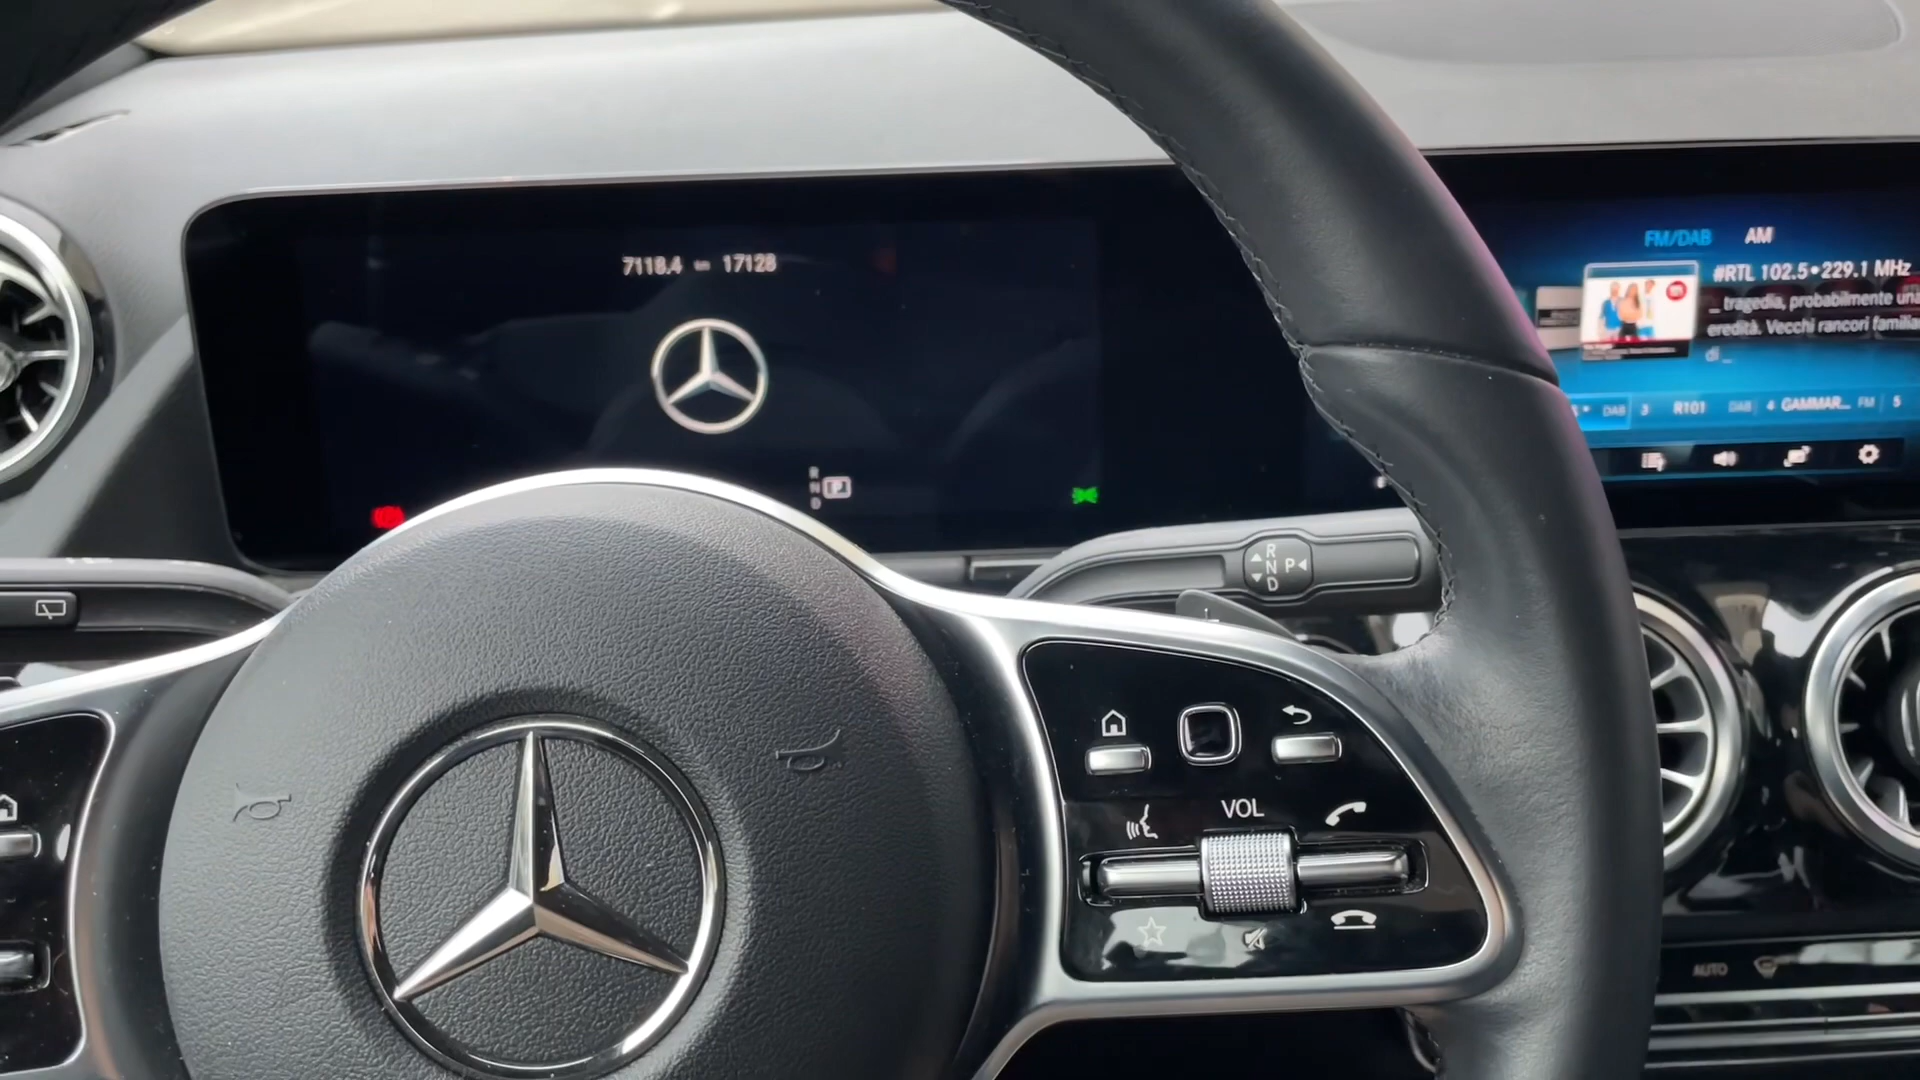 7118.4 km 17128
R
N P
D
FM/DAB AM
#RTL 102.5•229.1 MHz
_ tragedia, probabilmente una
eredità. Vecchi rancori familia
di _
DAB 3 R101 DAB 4 GAMMAR... FM 5
R
N P
D
VOL
AUTO